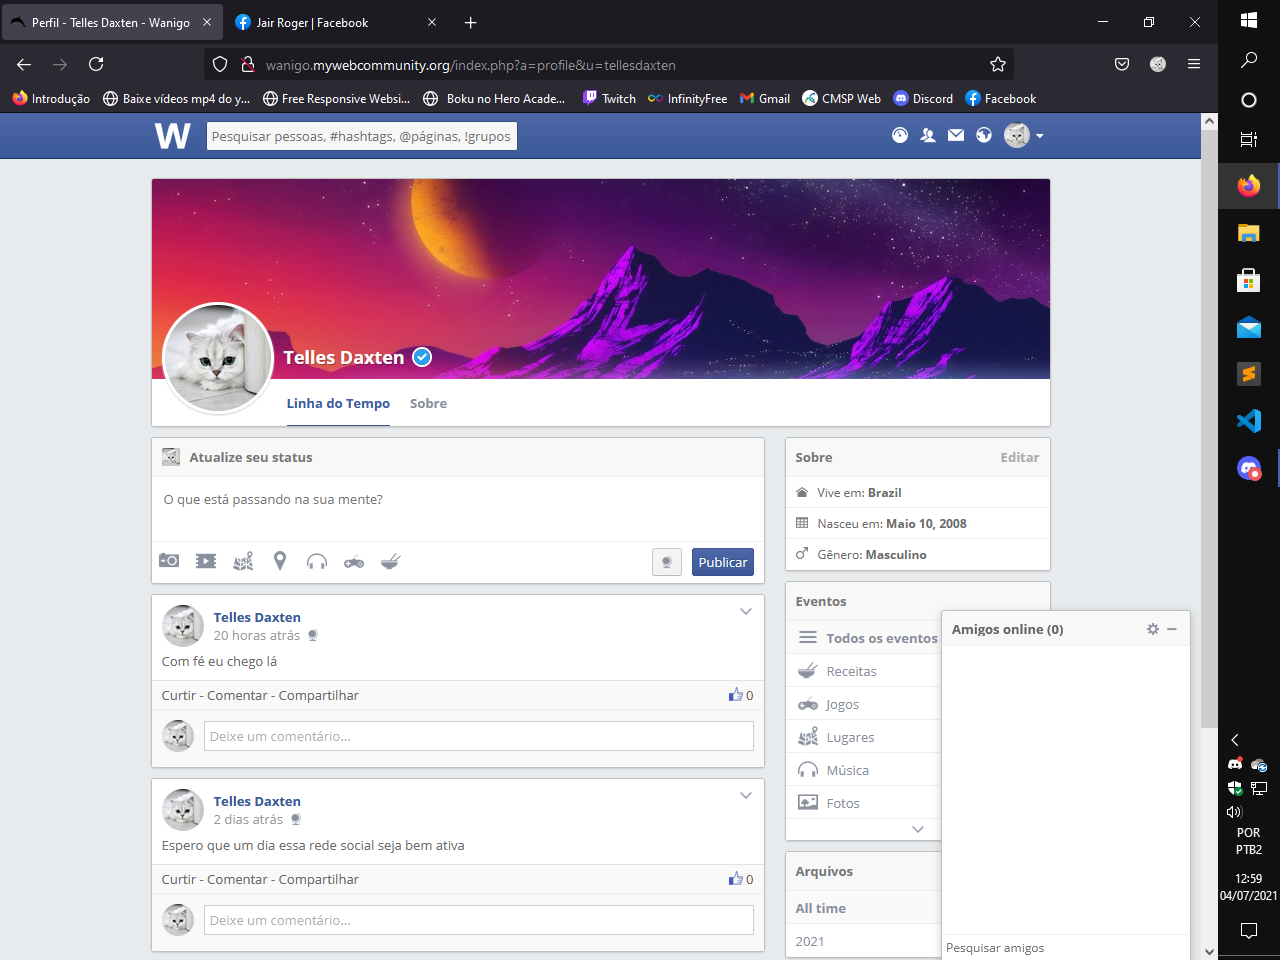 Perfil - Telles Daxten - Wanigo
Jair Roger | Facebook
wanigo.mywebcommunity.org/index.php?a=profile&u=tellesdaxten
Introdução
Baixe vídeos mp4 do y...
Free Responsive Websi...
Boku no Hero Acade...
Twitch
InfinityFree
Gmail
CMSP Web
Discord
Facebook
W
Pesquisar pessoas, #hashtags, @páginas, !grupos
Telles Daxten
Linha do Tempo
Sobre
Atualize seu status
O que está passando na sua mente?
Publicar
Telles Daxten
20 horas atrás
Com fé eu chego lá
Curtir - Comentar - Compartilhar
0
Deixe um comentário...
Telles Daxten
2 dias atrás
Espero que um dia essa rede social seja bem ativa
Curtir - Comentar - Compartilhar
0
Deixe um comentário...
Sobre
Editar
Vive em: Brazil
Nasceu em: Maio 10, 2008
Gênero: Masculino
Eventos
Todos os eventos
Receitas
Jogos
Lugares
Música
Fotos
Arquivos
All time
2021
Amigos online (0)
Pesquisar amigos
POR
PTB2
12:59
04/07/2021